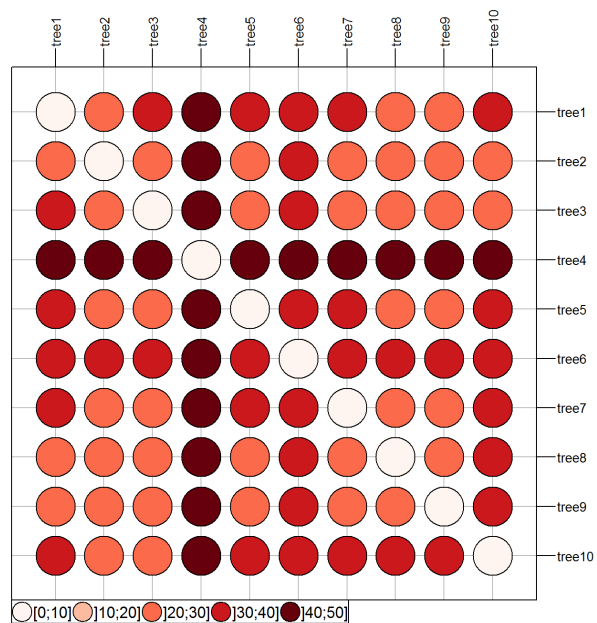 tree1 tree2 tree3 tree4 tree5 tree6 tree7 tree8 tree9 tree10
tree1
tree2
tree3
tree4
tree5
tree6
tree7
tree8
tree9
tree10
[0;10] ]10;20] ]20;30] ]30;40] ]40;50]